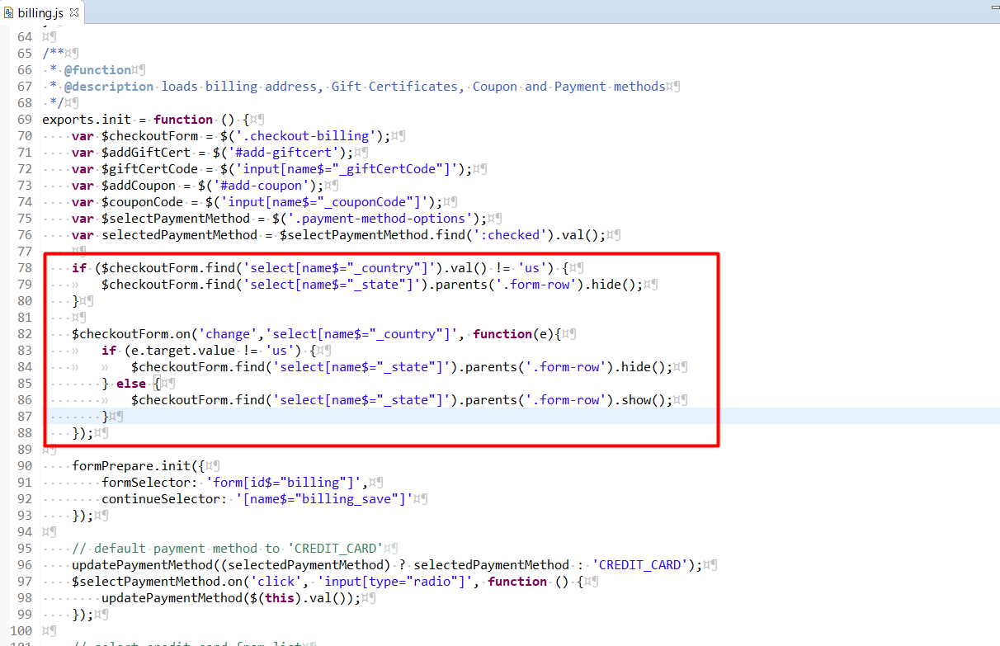 billing.js
64
65 /**
66  * @function
67  * @description loads billing address, Gift Certificates, Coupon and Payment methods
68  */
69 exports.init = function () {
70     var $checkoutForm = $('.checkout-billing');
71     var $addGiftCert = $('#add-giftcert');
72     var $giftCertCode = $('input[name$="_giftCertCode"]');
73     var $addCoupon = $('#add-coupon');
74     var $couponCode = $('input[name$="_couponCode"]');
75     var $selectPaymentMethod = $('.payment-method-options');
76     var selectedPaymentMethod = $selectPaymentMethod.find(':checked').val();
77
78     if ($checkoutForm.find('select[name$="_country"]').val() != 'us') {
79         $checkoutForm.find('select[name$="_state"]').parents('.form-row').hide();
80     }
81
82     $checkoutForm.on('change','select[name$="_country"]', function(e){
83         if (e.target.value != 'us') {
84             $checkoutForm.find('select[name$="_state"]').parents('.form-row').hide();
85         } else {
86             $checkoutForm.find('select[name$="_state"]').parents('.form-row').show();
87         }
88     });
89
90     formPrepare.init({
91         formSelector: 'form[id$="billing"]',
92         continueSelector: '[name$="billing_save"]'
93     });
94
95     // default payment method to 'CREDIT_CARD'
96     updatePaymentMethod((selectedPaymentMethod) ? selectedPaymentMethod : 'CREDIT_CARD');
97     $selectPaymentMethod.on('click', 'input[type="radio"]', function () {
98         updatePaymentMethod($(this).val());
99     });
100
101     // select credit card from list